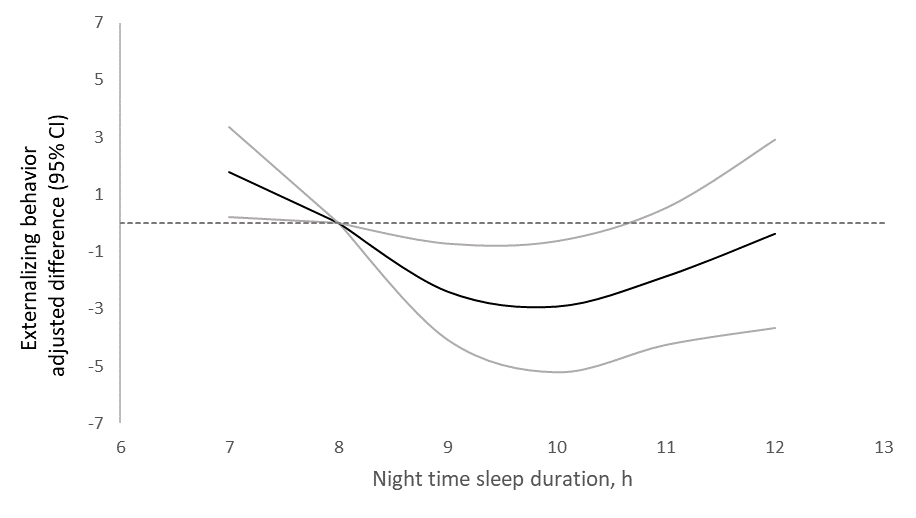 Externalizing behavior
adjusted difference (95% CI)
7
5
3
1
-1
-3
-5
-7
6 7 8 9 10 11 12 13
Night time sleep duration, h